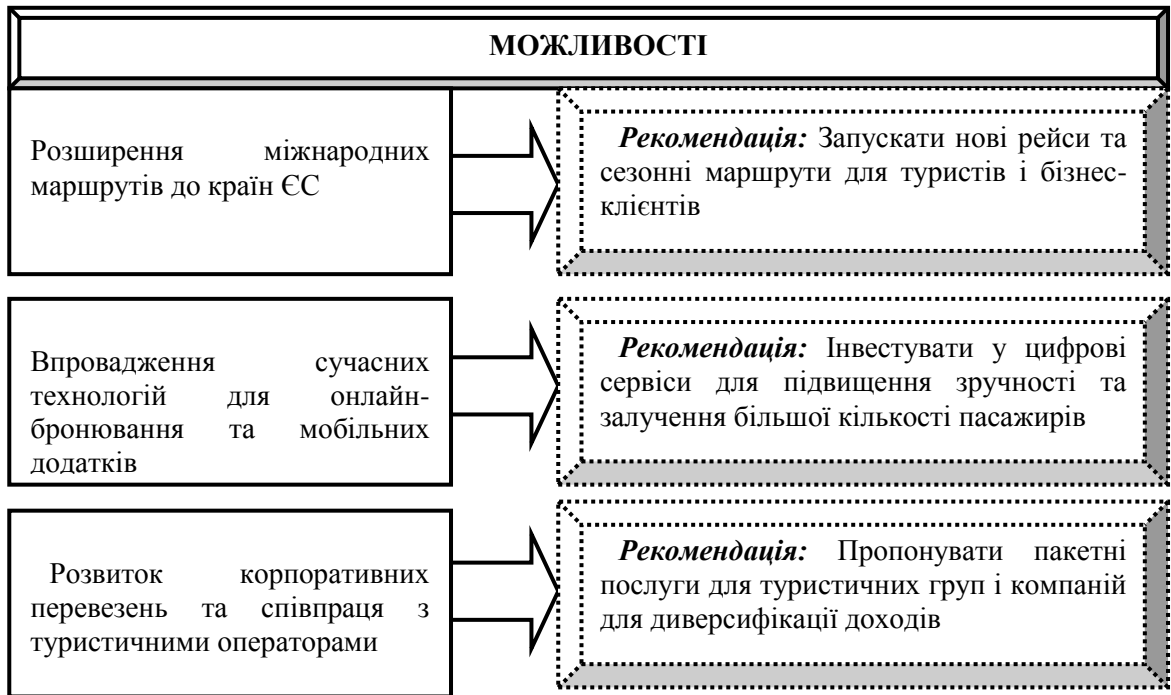 МОЖЛИВОСТІ
Розширення міжнародних
маршрутів до країн ЄС
Рекомендація: Запускати нові рейси та
сезонні маршрути для туристів і бізнес-
клієнтів
Впровадження сучасних
технологій для онлайн-
бронювання та мобільних
додатків
Рекомендація: Інвестувати у цифрові
сервіси для підвищення зручності та
залучення більшої кількості пасажирів
Розвиток корпоративних
перевезень та співпраця з
туристичними операторами
Рекомендація: Пропонувати пакетні
послуги для туристичних груп і компаній
для диверсифікації доходів